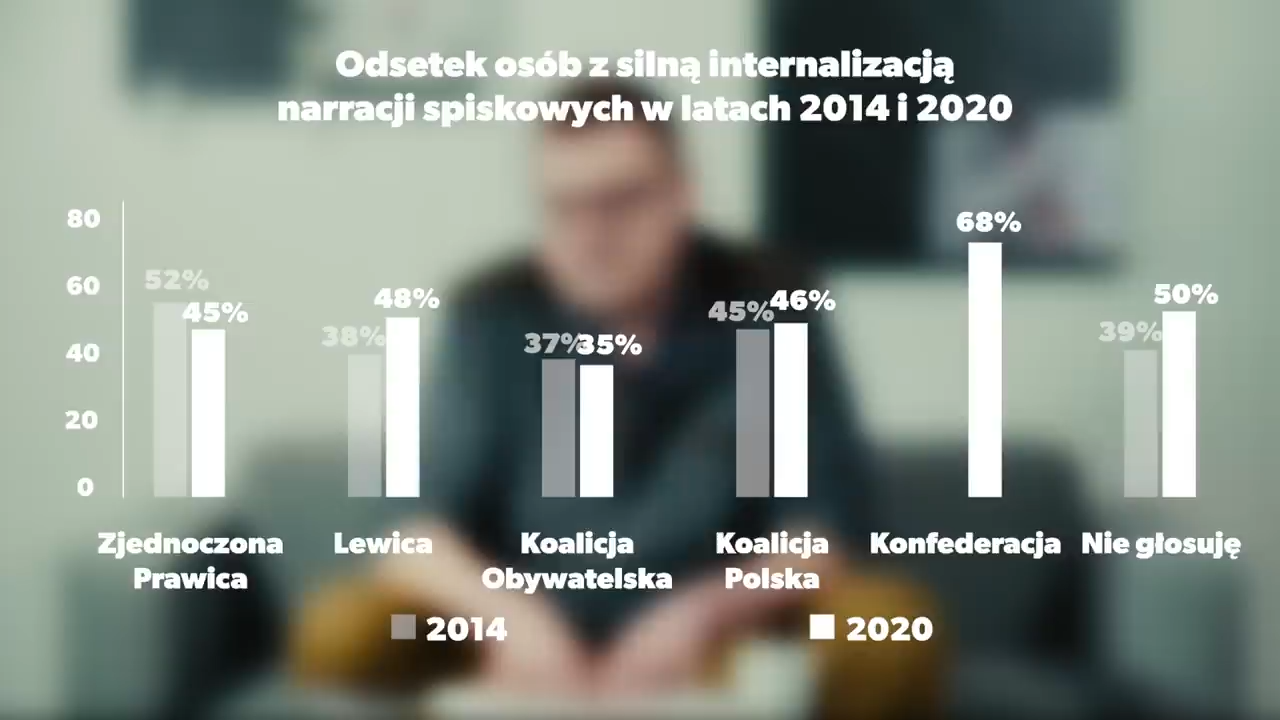 Odsetek osób z silną internalizacją
narracji spiskowych w latach 2014 i 2020
80
60
40
20
0
52%
45%
38%
48%
37%
35%
45%
46%
68%
39%
50%
Zjednoczona
Prawica
Lewica
Koalicja
Obywatelska
Koalicja
Polska
Konfederacja
Nie głosuję
2014
2020